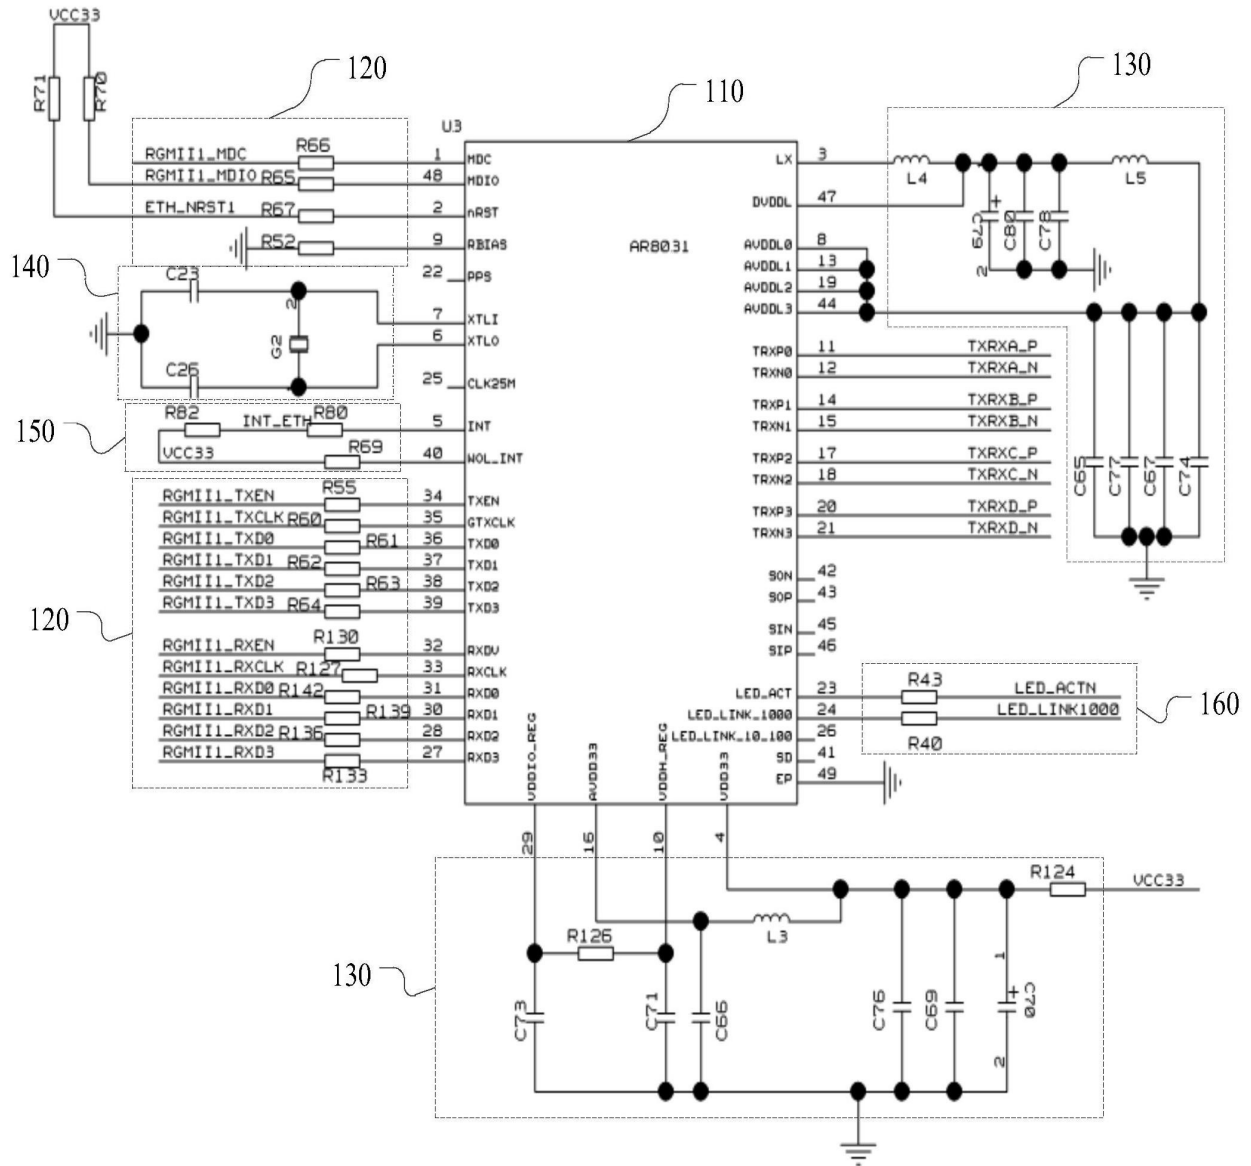 VCC33
R71
R70
120
130
110
U3
RGMII1_MDC R66 1 MDC
RGMII1_MDIO R65 48 MDIO
ETH_NRST1 R67 2 nRST
R52 9 RBIAS
22 PPS
140
C23
2
7 XTLI
6 XTLO
G2
C26
25 CLK25M
150
R82 INT_ETH R80 5 INT
VCC33 R69 40 WOL_INT
RGMII1_TXEN R55 34 TXEN
RGMII1_TXCLK R60 35 GTXCLK
RGMII1_TXD0 R61 36 TXD0
RGMII1_TXD1 R62 37 TXD1
RGMII1_TXD2 R63 38 TXD2
RGMII1_TXD3 R64 39 TXD3
120
RGMII1_RXEN R130 32 RXDV
RGMII1_RXCLK R127 33 RXCLK
RGMII1_RXD0 R142 31 RXD0
RGMII1_RXD1 R139 30 RXD1
RGMII1_RXD2 R136 28 RXD2
RGMII1_RXD3 R133 27 RXD3
AR8031
LX 3 L4 L5
DVDDL 47
C79 2 + C80 C78
AVDDL0 8
AVDDL1 13
AVDDL2 19
AVDDL3 44
TRXP0 11 TXRXA_P
TRXN0 12 TXRXA_N
TRXP1 14 TXRXB_P
TRXN1 15 TXRXB_N
TRXP2 17 TXRXC_P
TRXN2 18 TXRXC_N
TRXP3 20 TXRXD_P
TRXN3 21 TXRXD_N
C65 C77 C67 C74
SON 42
SOP 43
SIN 45
SIP 46
LED_ACT 23 R43 LED_ACTN
LED_LINK_1000 24 R40 LED_LINK1000
160
LED_LINK_10_100 26
SD 41
EP 49
VDDIO_REG 29
AVDD33 16
VDDH_REG 10
VDD33 4
R124 VCC33
L3
R126
130
C73 C71 C66 C76 C69 1 + C70 2